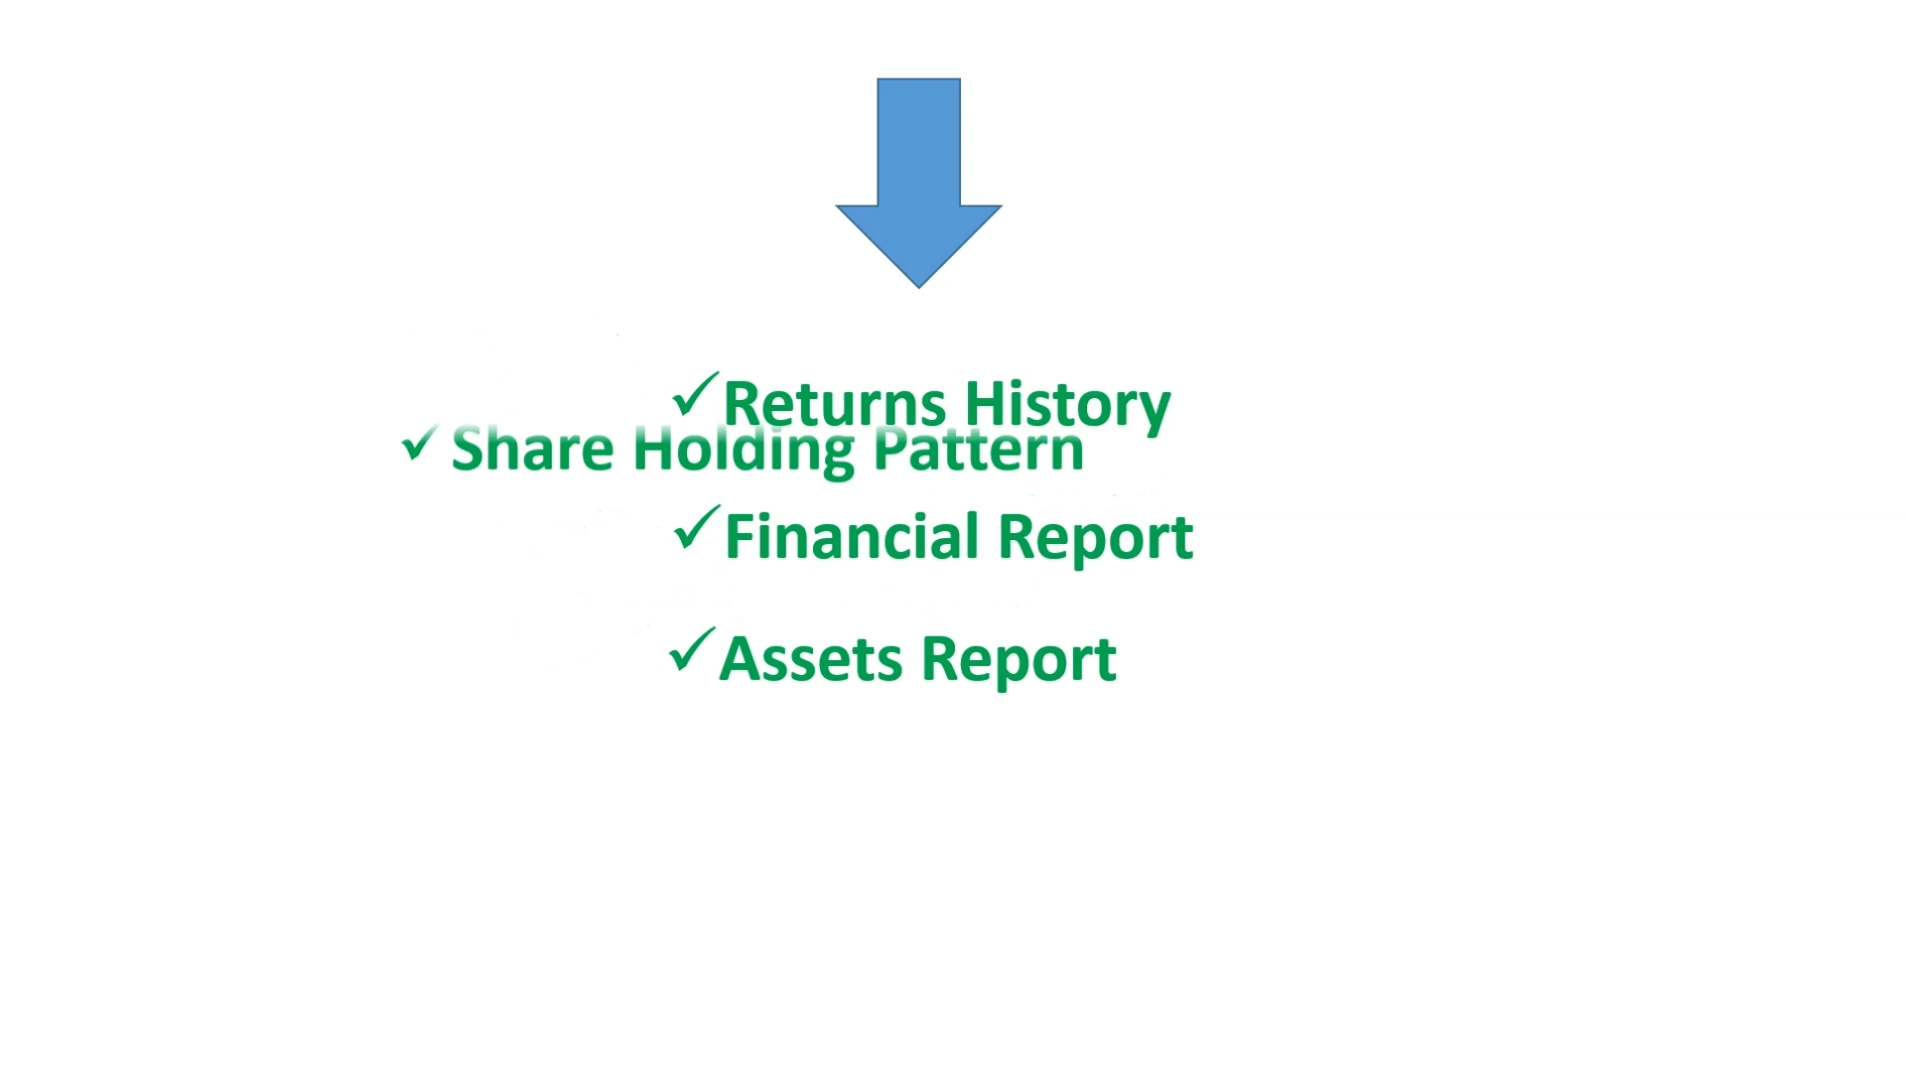 ✓Returns History
✓ Share Holding Pattern
✓Financial Report
✓Assets Report